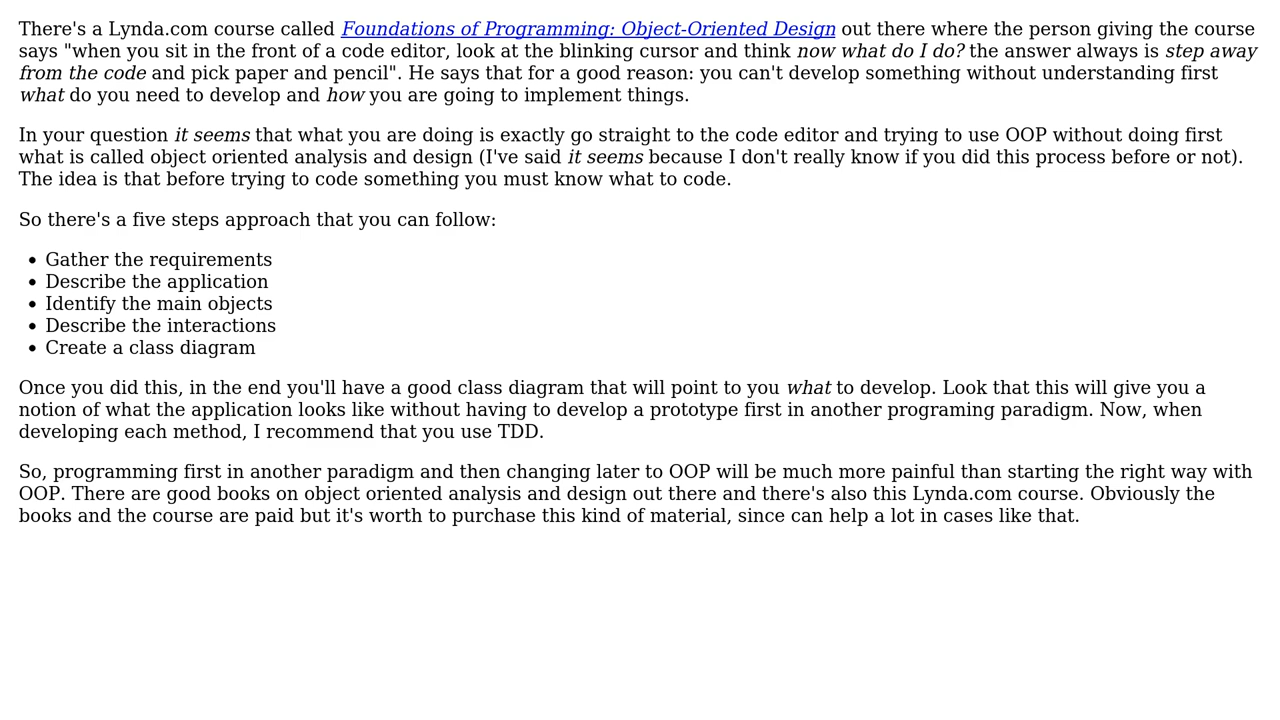 There's a Lynda.com course called Foundations of Programming: Object-Oriented Design out there where the person giving the course
says "when you sit in the front of a code editor, look at the blinking cursor and think now what do I do? the answer always is step away
from the code and pick paper and pencil". He says that for a good reason: you can't develop something without understanding first
what do you need to develop and how you are going to implement things.
In your question it seems that what you are doing is exactly go straight to the code editor and trying to use OOP without doing first
what is called object oriented analysis and design (I've said it seems because I don't really know if you did this process before or not).
The idea is that before trying to code something you must know what to code.
So there's a five steps approach that you can follow:
• Gather the requirements
• Describe the application
• Identify the main objects
• Describe the interactions
• Create a class diagram
Once you did this, in the end you'll have a good class diagram that will point to you what to develop. Look that this will give you a
notion of what the application looks like without having to develop a prototype first in another programing paradigm. Now, when
developing each method, I recommend that you use TDD.
So, programming first in another paradigm and then changing later to OOP will be much more painful than starting the right way with
OOP. There are good books on object oriented analysis and design out there and there's also this Lynda.com course. Obviously the
books and the course are paid but it's worth to purchase this kind of material, since can help a lot in cases like that.